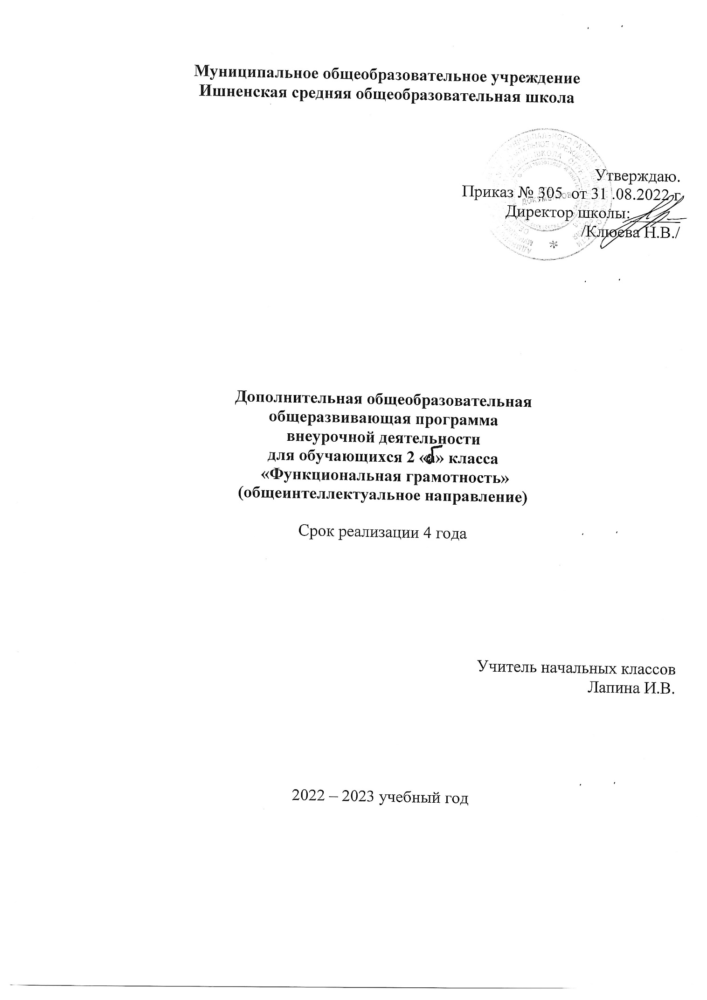 Муниципальное общеобразовательное учреждение
Ишненская средняя общеобразовательная школа
Утверждаю.
Приказ № 305 от 31 .08.2022 г.
Директор школы:
/Клюева Н.В./
ДОКУМЕНТОВ
Дополнительная общеобразовательная
общеразвивающая программа
внеурочной деятельности
для обучающихся 2 «б» класса
«Функциональная грамотность»
(общеинтеллектуальное направление)
Срок реализации 4 года
Учитель начальных классов
Лапина И.В.
2022 – 2023 учебный год